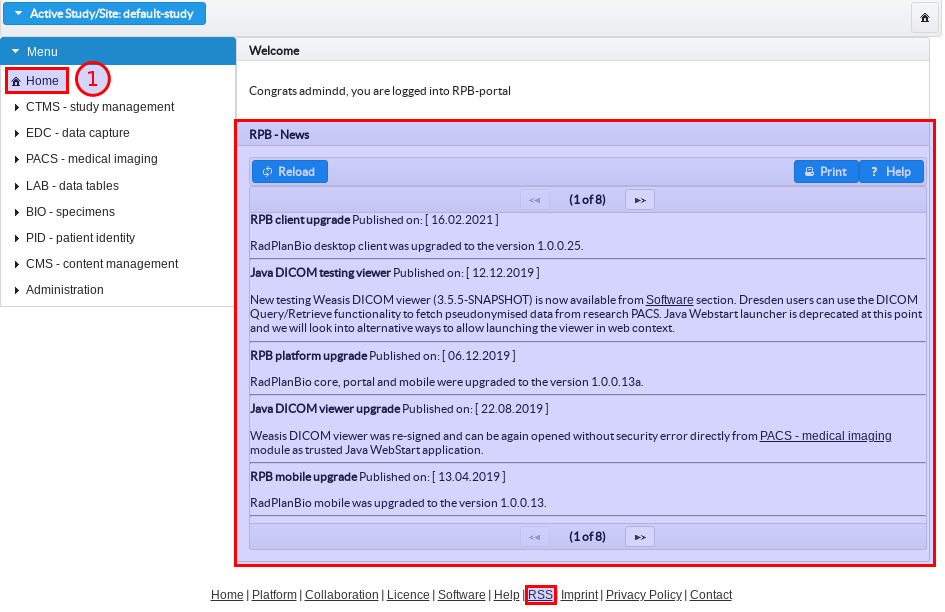 Active Study/Site: default-study
Menu
Home
1
CTMS - study management
EDC - data capture
PACS - medical imaging
LAB - data tables
BIO - specimens
PID - patient identity
CMS - content management
Administration
Welcome
Congrats admindd, you are logged into RPB-portal
RPB - News
Reload
Print
? Help
(1 of 8)
RPB client upgrade Published on: [ 16.02.2021 ]
RadPlanBio desktop client was upgraded to the version 1.0.0.25.
Java DICOM testing viewer Published on: [ 12.12.2019 ]
New testing Weasis DICOM viewer (3.5.5-SNAPSHOT) is now available from Software section. Dresden users can use the DICOM
Query/Retrieve functionality to fetch pseudonymised data from research PACS. Java Webstart launcher is deprecated at this point
and we will look into alternative ways to allow launching the viewer in web context.
RPB platform upgrade Published on: [ 06.12.2019 ]
RadPlanBio core, portal and mobile were upgraded to the version 1.0.0.13a.
Java DICOM viewer upgrade Published on: [ 22.08.2019 ]
Weasis DICOM viewer was re-signed and can be again opened without security error directly from PACS - medical imaging
module as trusted Java WebStart application.
RPB mobile upgrade Published on: [ 13.04.2019 ]
RadPlanBio mobile was upgraded to the version 1.0.0.13.
(1 of 8)
Home | Platform | Collaboration | Licence | Software | Help | RSS | Imprint | Privacy Policy | Contact